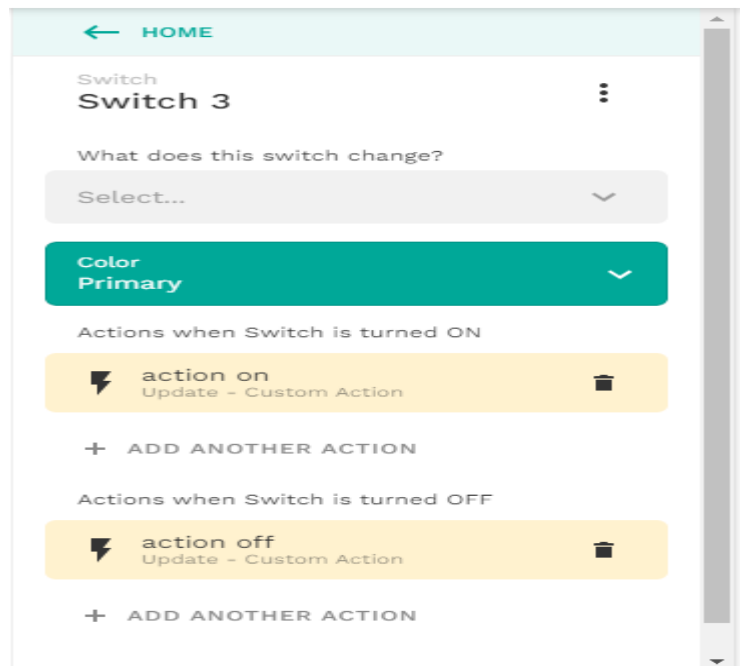 HOME
Switch
Switch 3
What does this switch change?
Select...
Color
Primary
Actions when Switch is turned ON
action on
Update - Custom Action
+ ADD ANOTHER ACTION
Actions when Switch is turned OFF
action off
Update - Custom Action
+ ADD ANOTHER ACTION